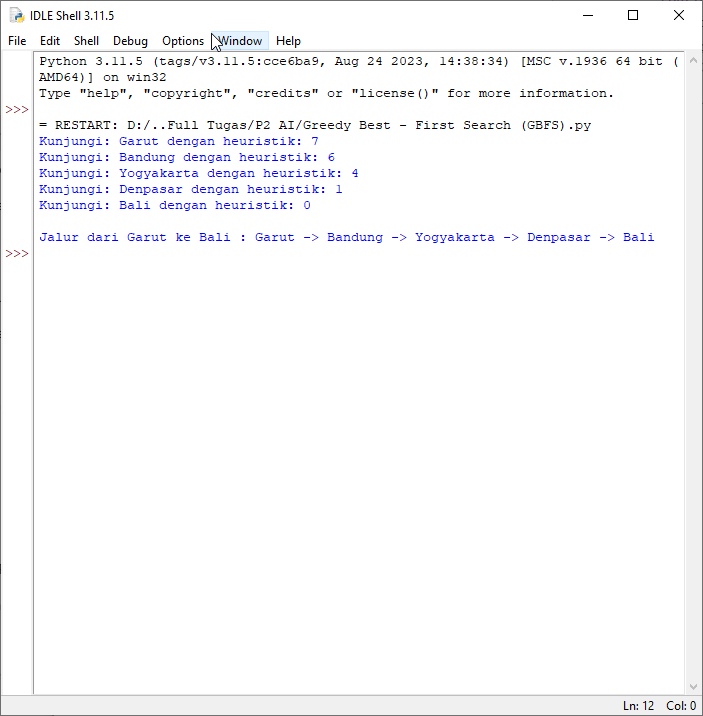 IDLE Shell 3.11.5
File Edit Shell Debug Options Window Help
Python 3.11.5 (tags/v3.11.5:cce6ba9, Aug 24 2023, 14:38:34) [MSC v.1936 64 bit (
AMD64)] on win32
Type "help", "copyright", "credits" or "license()" for more information.
>>>
= RESTART: D:/..Full Tugas/P2 AI/Greedy Best - First Search (GBFS).py
Kunjungi: Garut dengan heuristik: 7
Kunjungi: Bandung dengan heuristik: 6
Kunjungi: Yogyakarta dengan heuristik: 4
Kunjungi: Denpasar dengan heuristik: 1
Kunjungi: Bali dengan heuristik: 0
Jalur dari Garut ke Bali : Garut -> Bandung -> Yogyakarta -> Denpasar -> Bali
>>>
Ln: 12 Col: 0